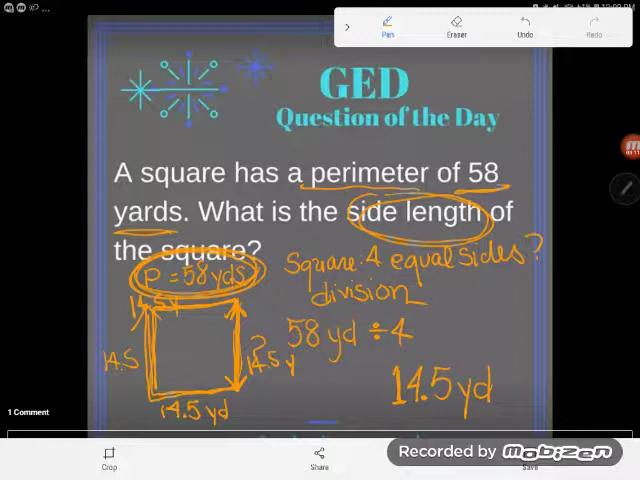 Pen
Eraser
Undo
Redo
GED
Question of the Day
A square has a perimeter of 58
yards. What is the side length of
the square?
P = 58 yds
Square: 4 equal sides ?
division
14.5 y
58 yd ÷ 4
14.5
?
14.5 y
14.5 yd
14.5 yd
1 Comment
Crop
Share
Save
Recorded by Mobizen